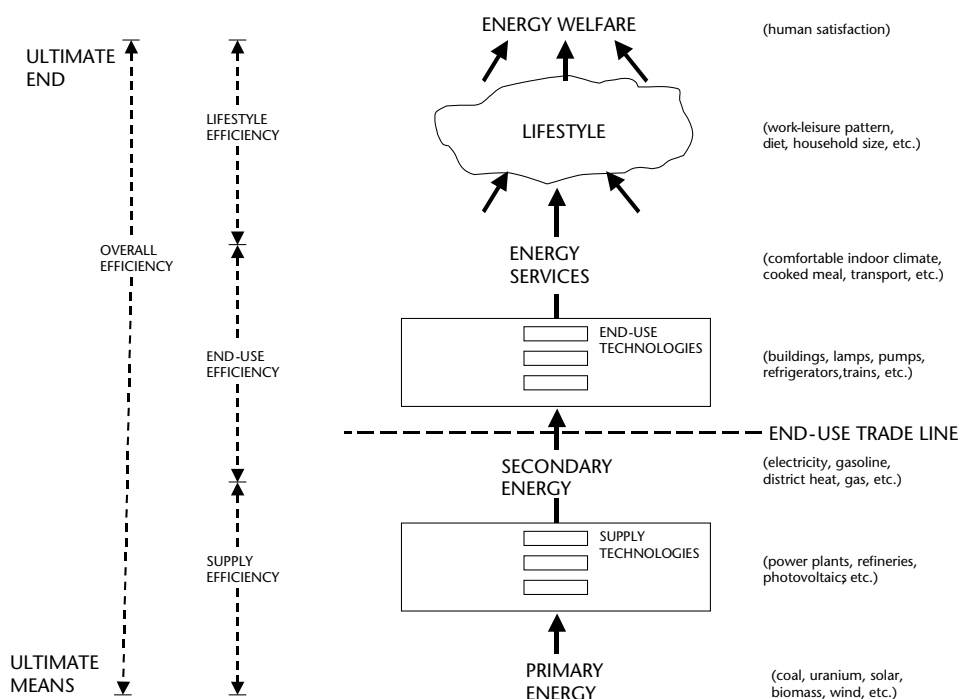 ENERGY WELFARE
(human satisfaction)
ULTIMATE
END
LIFESTYLE
EFFICIENCY
LIFESTYLE
(work-leisure pattern,
diet, household size, etc.)
OVERALL
EFFICIENCY
ENERGY
SERVICES
(comfortable indoor climate,
cooked meal, transport, etc.)
END-USE
EFFICIENCY
END-USE
TECHNOLOGIES
(buildings, lamps, pumps,
refrigerators,trains, etc.)
END-USE TRADE LINE
SECONDARY
ENERGY
(electricity, gasoline,
district heat, gas, etc.)
SUPPLY
EFFICIENCY
SUPPLY
TECHNOLOGIES
(power plants, refineries,
photovoltaics, etc.)
ULTIMATE
MEANS
PRIMARY
ENERGY
(coal, uranium, solar,
biomass, wind, etc.)